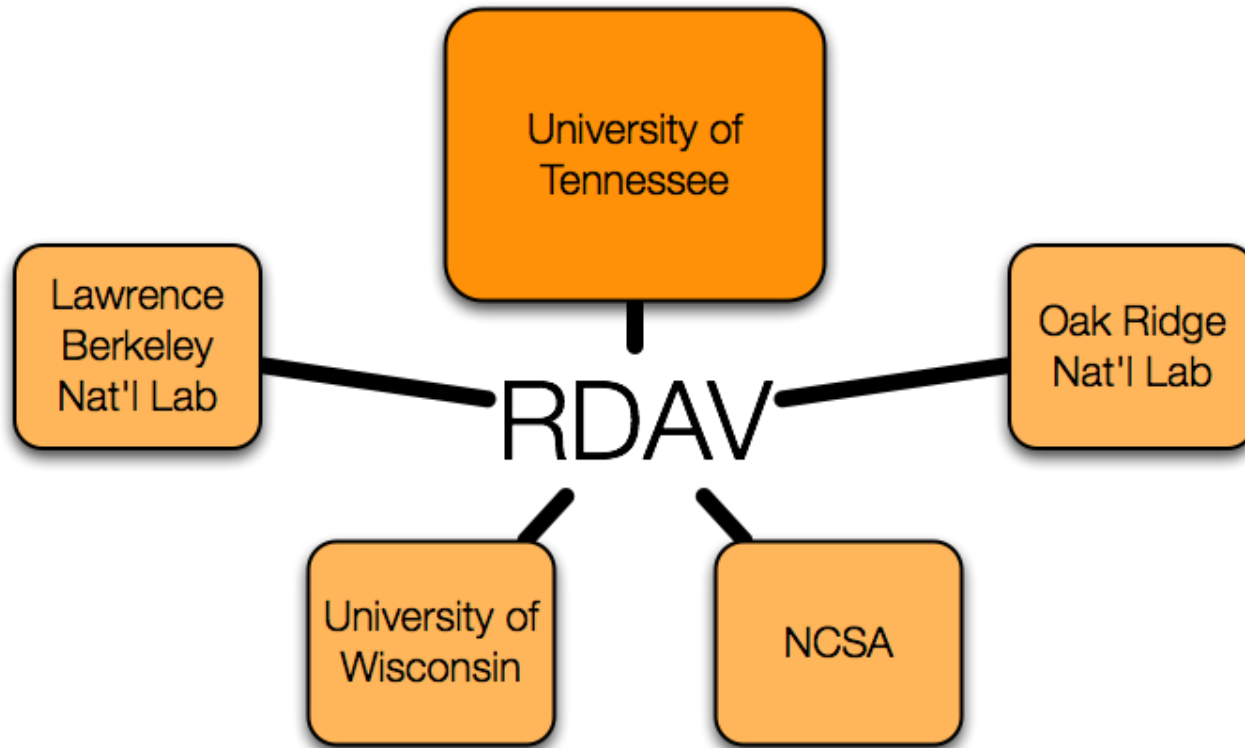 University of
Tennessee
Lawrence
Berkeley
Nat'l Lab
Oak Ridge
Nat'l Lab
RDAV
University of
Wisconsin
NCSA